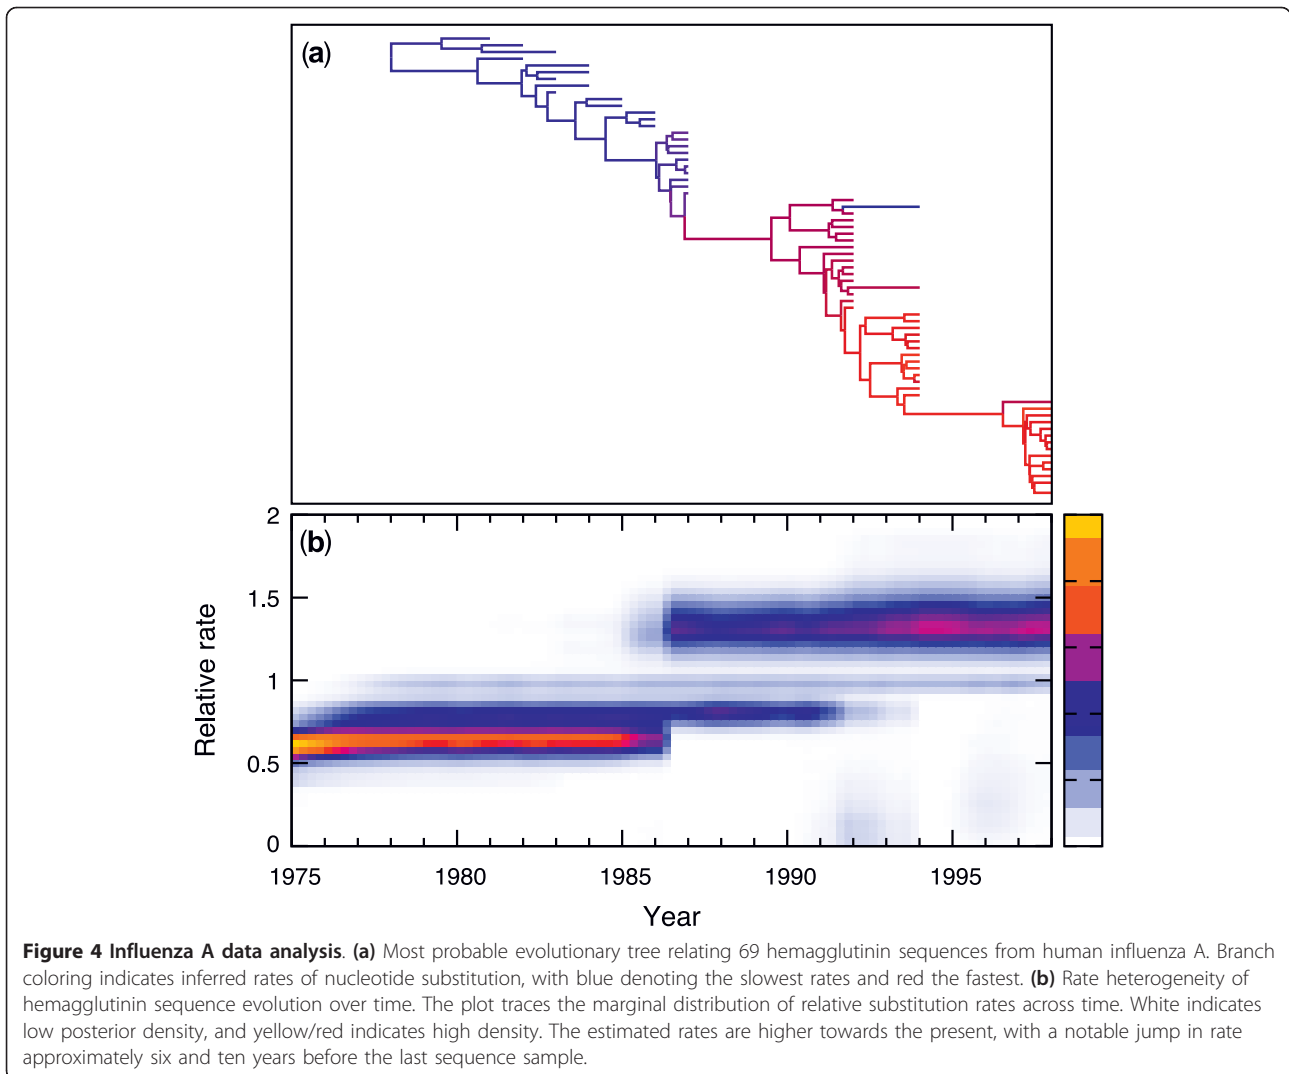 (a)
(b)
2
1.5
1
0.5
0
Relative rate
1975 1980 1985 1990 1995
Year
Figure 4 Influenza A data analysis. (a) Most probable evolutionary tree relating 69 hemagglutinin sequences from human influenza A. Branch
coloring indicates inferred rates of nucleotide substitution, with blue denoting the slowest rates and red the fastest. (b) Rate heterogeneity of
hemagglutinin sequence evolution over time. The plot traces the marginal distribution of relative substitution rates across time. White indicates
low posterior density, and yellow/red indicates high density. The estimated rates are higher towards the present, with a notable jump in rate
approximately six and ten years before the last sequence sample.